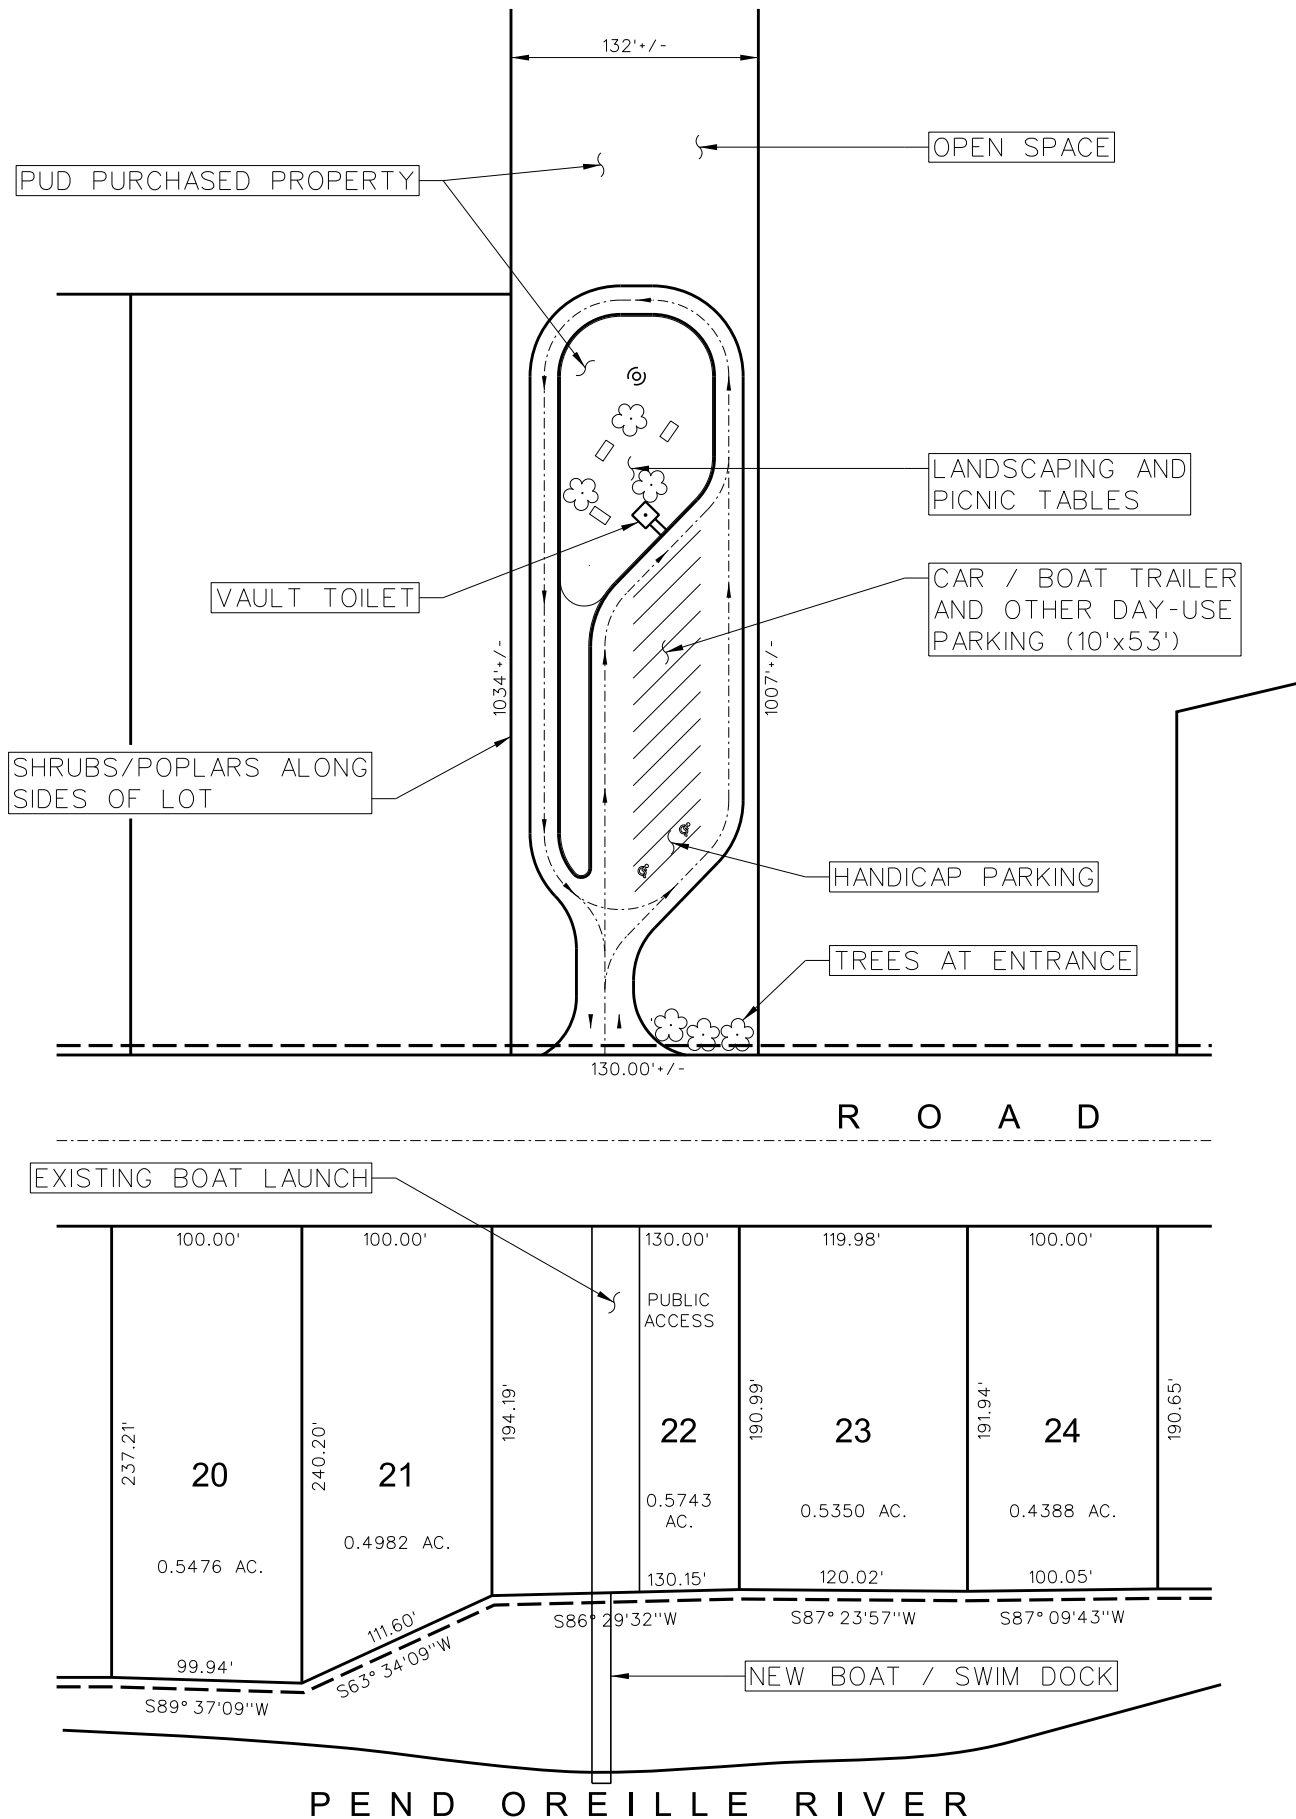 132'+/-
OPEN SPACE
PUD PURCHASED PROPERTY
LANDSCAPING AND
PICNIC TABLES
VAULT TOILET
CAR / BOAT TRAILER
AND OTHER DAY-USE
PARKING (10'x53')
1034'+/-
1007'+/-
SHRUBS/POPLARS ALONG
SIDES OF LOT
HANDICAP PARKING
TREES AT ENTRANCE
130.00'+/-
ROAD
EXISTING BOAT LAUNCH
100.00'
100.00'
130.00'
119.98'
100.00'
PUBLIC
ACCESS
237.21'
240.20'
194.19'
190.99'
191.94'
190.65'
20
21
22
23
24
0.5476 AC.
0.4982 AC.
0.5743
AC.
0.5350 AC.
0.4388 AC.
99.94'
111.60'
130.15'
120.02'
100.05'
S89° 37'09"W
S63° 34'09"W
S86° 29'32"W
S87° 23'57"W
S87° 09'43"W
NEW BOAT / SWIM DOCK
PEND OREILLE RIVER